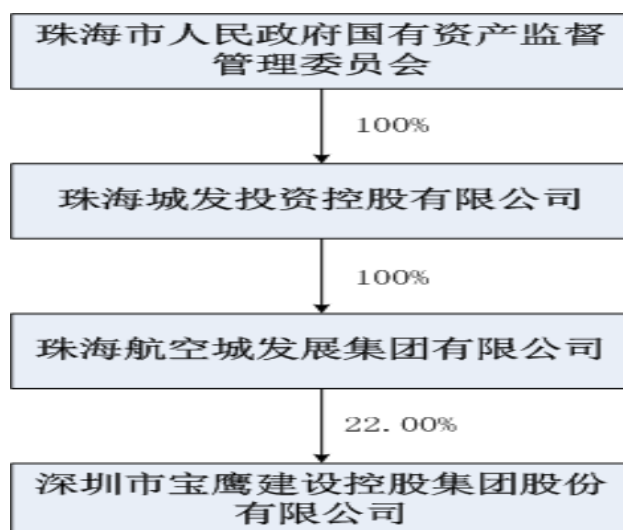 珠海市人民政府国有资产监督
管理委员会
100%
珠海城发投资控股有限公司
100%
珠海航空城发展集团有限公司
22.00%
深圳市宝鹰建设控股集团股份
有限公司